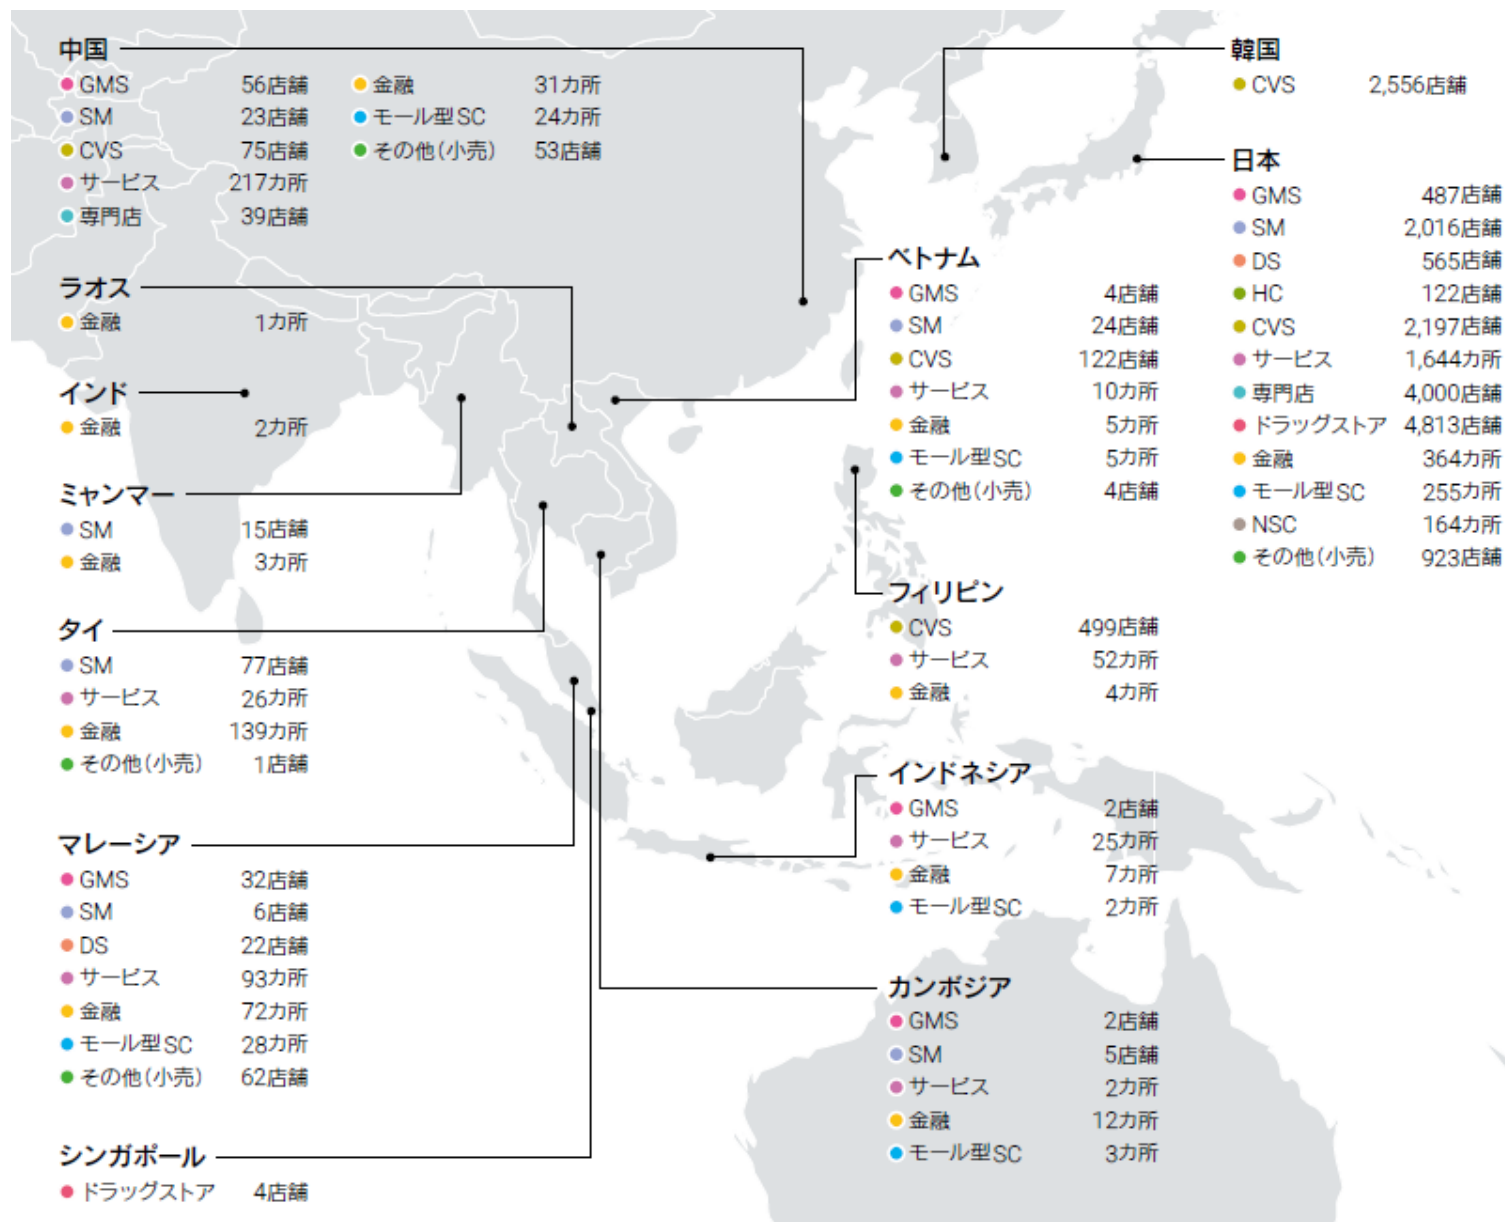 中国
GMS 56店舗
SM 23店舗
CVS 75店舗
サービス 217カ所
専門店 39店舗
金融 31カ所
モール型SC 24カ所
その他(小売) 53店舗
ラオス
金融 1カ所
インド
金融 2カ所
ミャンマー
SM 15店舗
金融 3カ所
タイ
SM 77店舗
サービス 26カ所
金融 139カ所
その他(小売) 1店舗
マレーシア
GMS 32店舗
SM 6店舗
DS 22店舗
サービス 93カ所
金融 72カ所
モール型SC 28カ所
その他(小売) 62店舗
シンガポール
ドラッグストア 4店舗
ベトナム
GMS 4店舗
SM 24店舗
CVS 122店舗
サービス 10カ所
金融 5カ所
モール型SC 5カ所
その他(小売) 4店舗
フィリピン
CVS 499店舗
サービス 52カ所
金融 4カ所
インドネシア
GMS 2店舗
サービス 25カ所
金融 7カ所
モール型SC 2カ所
カンボジア
GMS 2店舗
SM 5店舗
サービス 2カ所
金融 12カ所
モール型SC 3カ所
韓国
CVS 2,556店舗
日本
GMS 487店舗
SM 2,016店舗
DS 565店舗
HC 122店舗
CVS 2,197店舗
サービス 1,644カ所
専門店 4,000店舗
ドラッグストア 4,813店舗
金融 364カ所
モール型SC 255カ所
NSC 164カ所
その他(小売) 923店舗